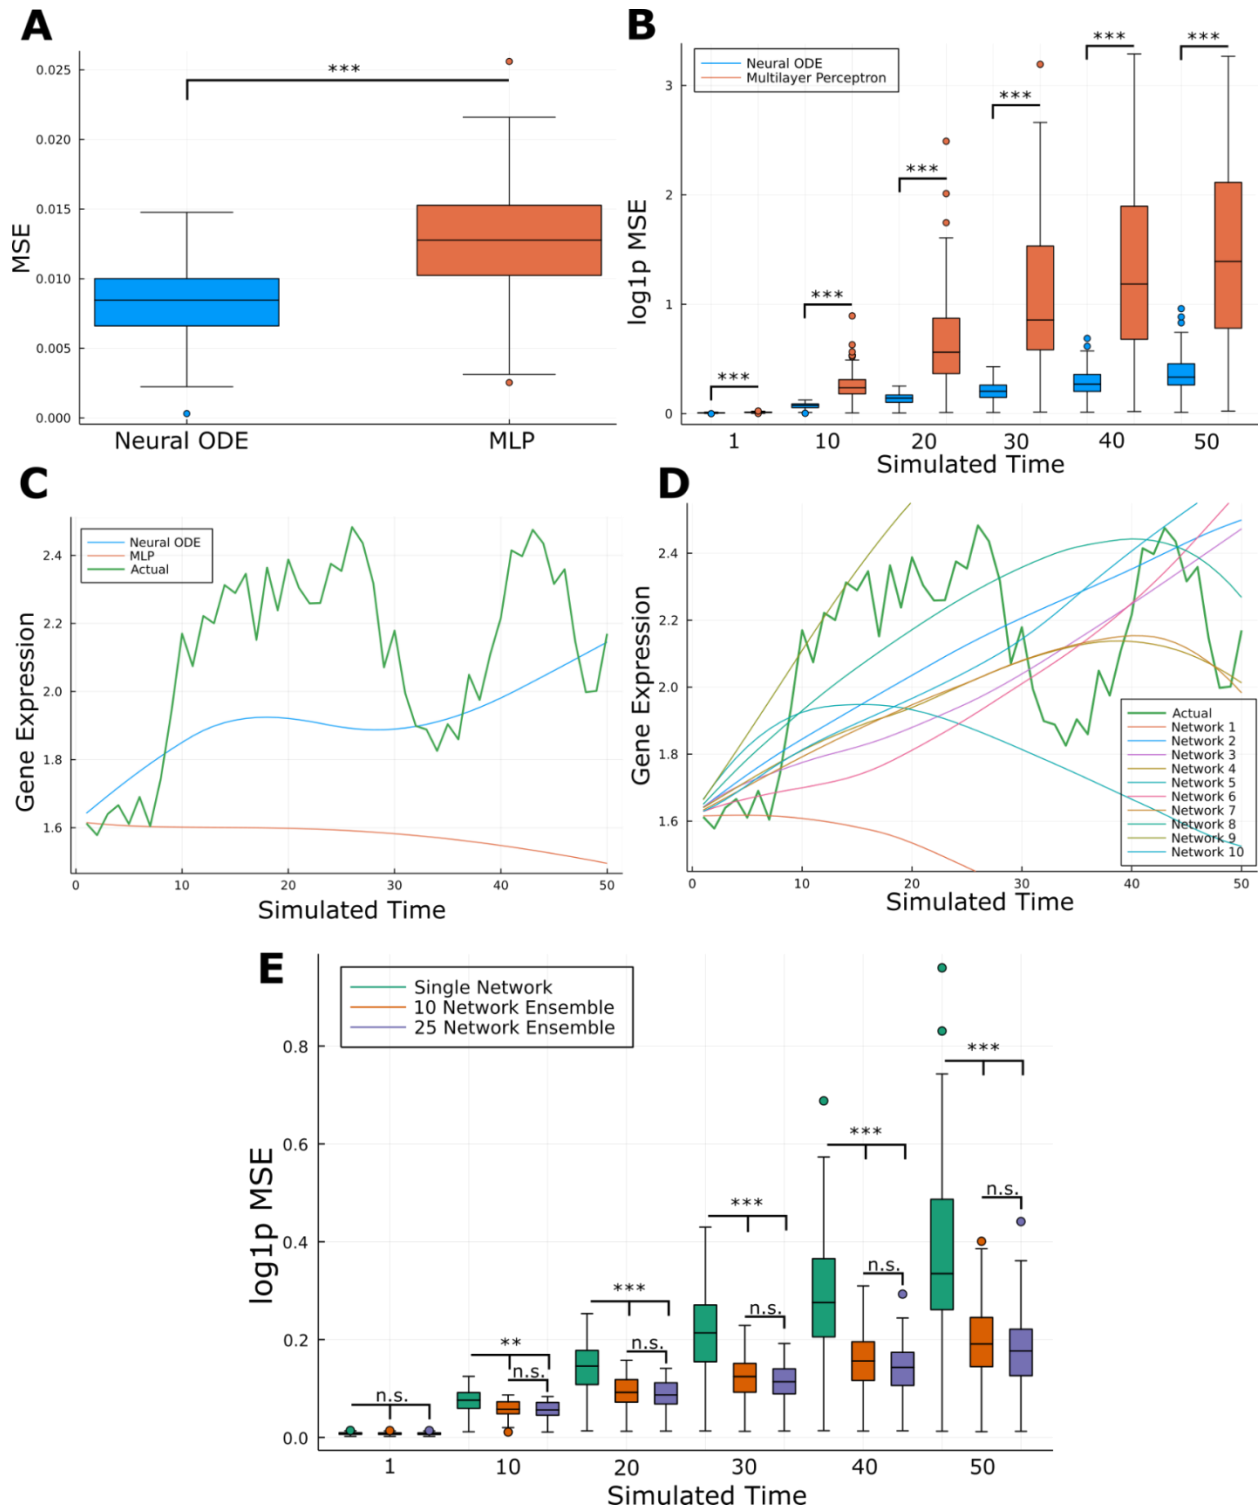 A
***
0.025
0.020
0.015
0.010
0.005
0.000
MSE
Neural ODE
MLP
B
Neural ODE
Multilayer Perceptron
***
***
***
***
***
***
3
2
1
0
log1p MSE
1
10
20
30
40
50
Simulated Time
C
Neural ODE
MLP
Actual
2.4
2.2
2.0
1.8
1.6
Gene Expression
0
10
20
30
40
50
Simulated Time
D
2.4
2.2
2.0
1.8
1.6
Gene Expression
Actual
Network 1
Network 2
Network 3
Network 4
Network 5
Network 6
Network 7
Network 8
Network 9
Network 10
0
10
20
30
40
50
Simulated Time
E
Single Network
10 Network Ensemble
25 Network Ensemble
0.8
0.6
0.4
0.2
0.0
log1p MSE
n.s.
**
n.s.
***
n.s.
***
n.s.
***
n.s.
***
n.s.
1
10
20
30
40
50
Simulated Time